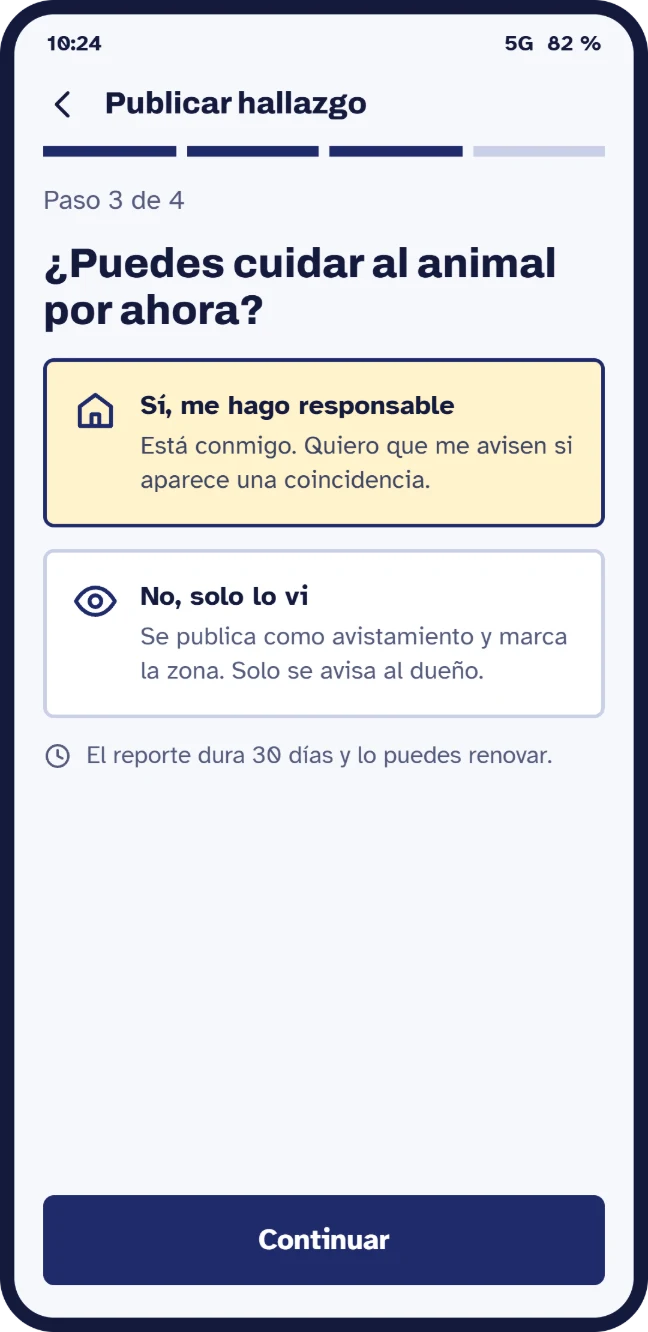 10:24 5G 82 %
Publicar hallazgo
Paso 3 de 4
¿Puedes cuidar al animal
por ahora?
Sí, me hago responsable
Está conmigo. Quiero que me avisen si
aparece una coincidencia.
No, solo lo vi
Se publica como avistamiento y marca
la zona. Solo se avisa al dueño.
El reporte dura 30 días y lo puedes renovar.
Continuar